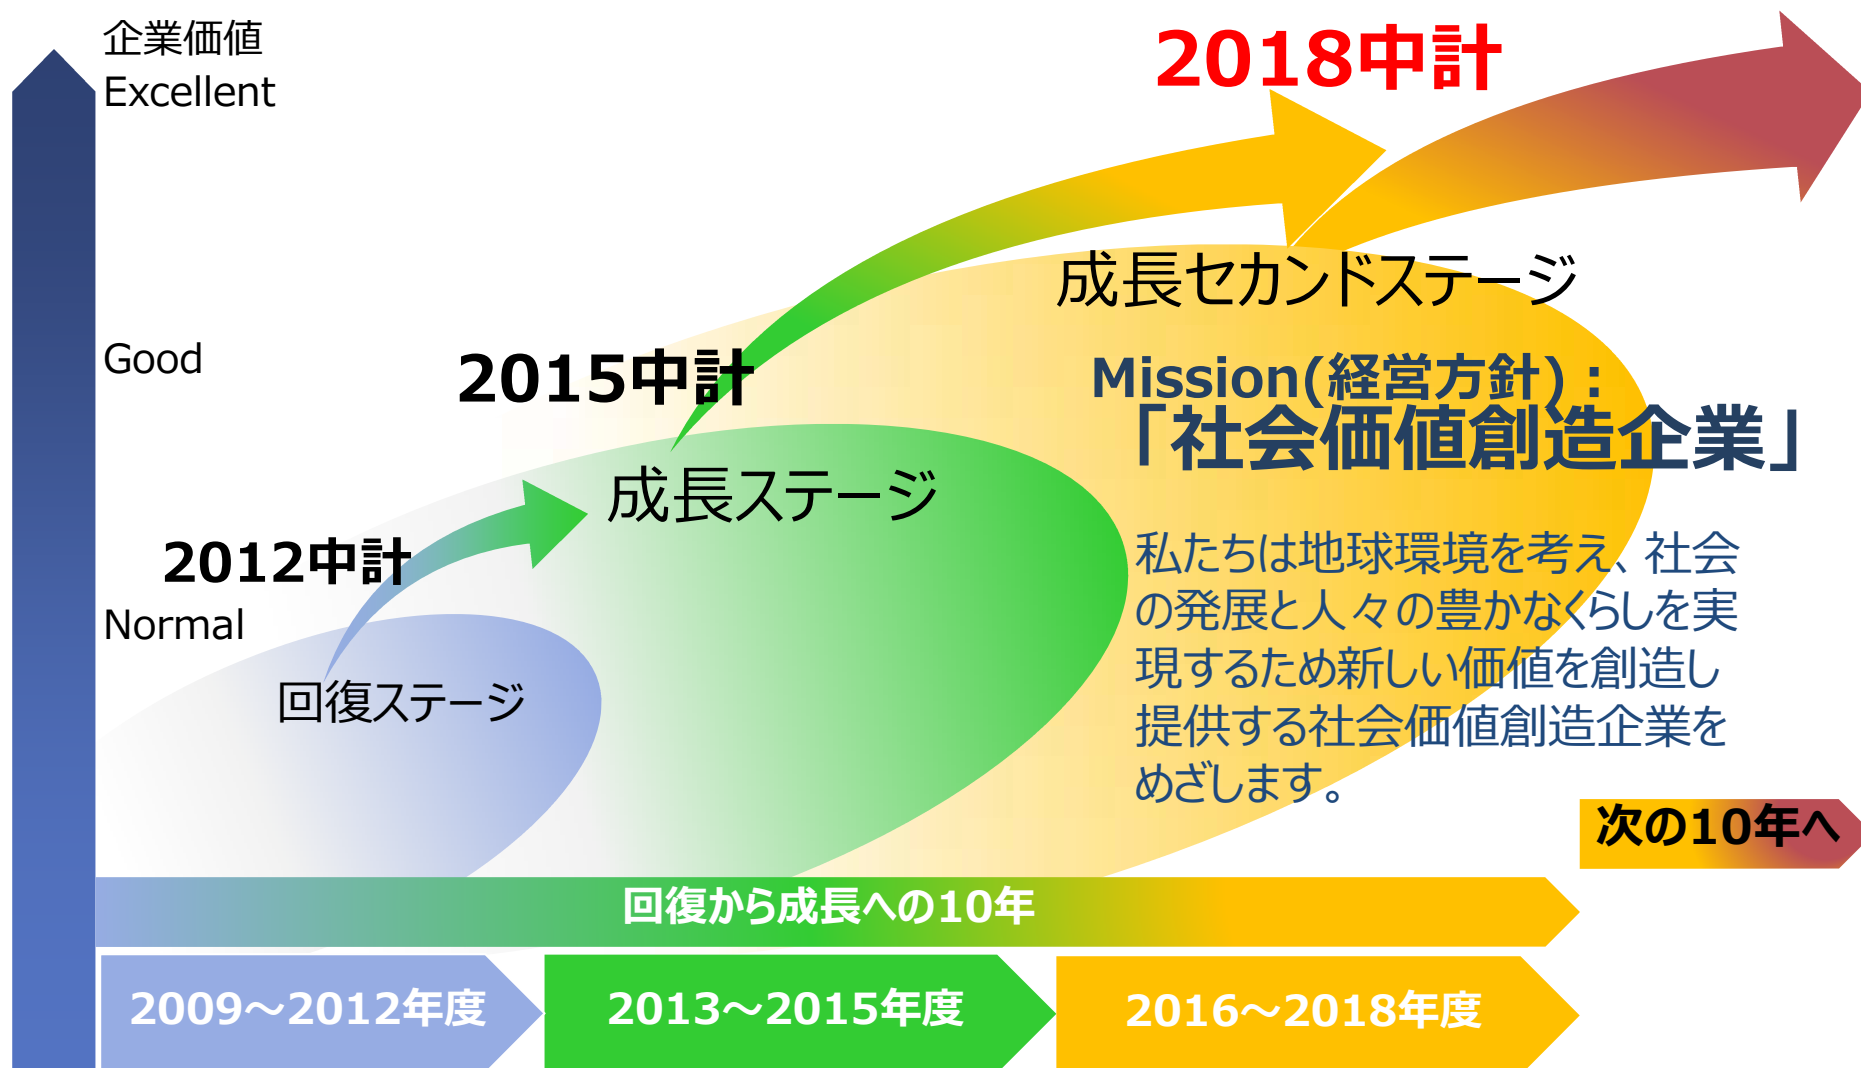 企業価値
Excellent
2018中計
成長セカンドステージ
Good
2015中計
Mission(経営方針)：
「社会価値創造企業」
成長ステージ
2012中計
Normal
回復ステージ
私たちは地球環境を考え、社会
の発展と人々の豊かなくらしを実
現するため新しい価値を創造し
提供する社会価値創造企業を
めざします。
次の10年へ
回復から成長への10年
2009～2012年度
2013～2015年度
2016～2018年度